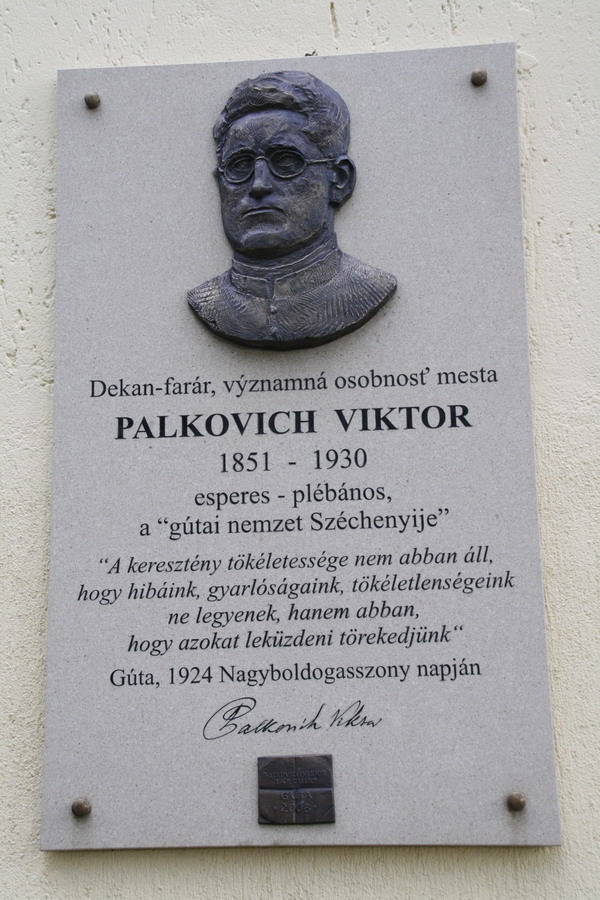 Dekan-farár, významná osobnosť mesta
PALKOVICH VIKTOR
1851 - 1930
esperes - plébános,
a “gútai nemzet Széchenyije”
“A keresztény tökéletessége nem abban áll,
hogy hibáink, gyarlóságaink, tökéletlenségeink
ne legyenek, hanem abban,
hogy azokat leküzdeni törekedjünk“
Gúta, 1924 Nagyboldogasszony napján
Palkovich Viktor
GÚTA